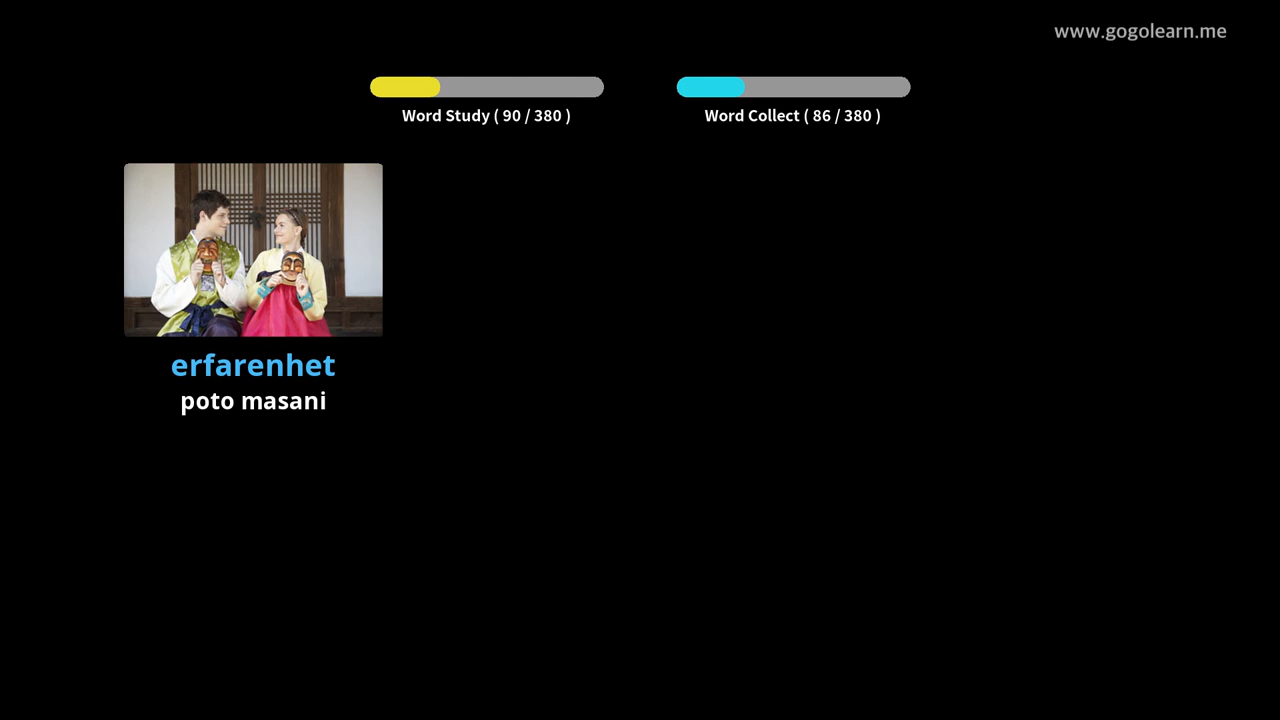 www.gogolearn.me
Word Study ( 90 / 380 )
Word Collect ( 86 / 380 )
erfarenhet
poto masani